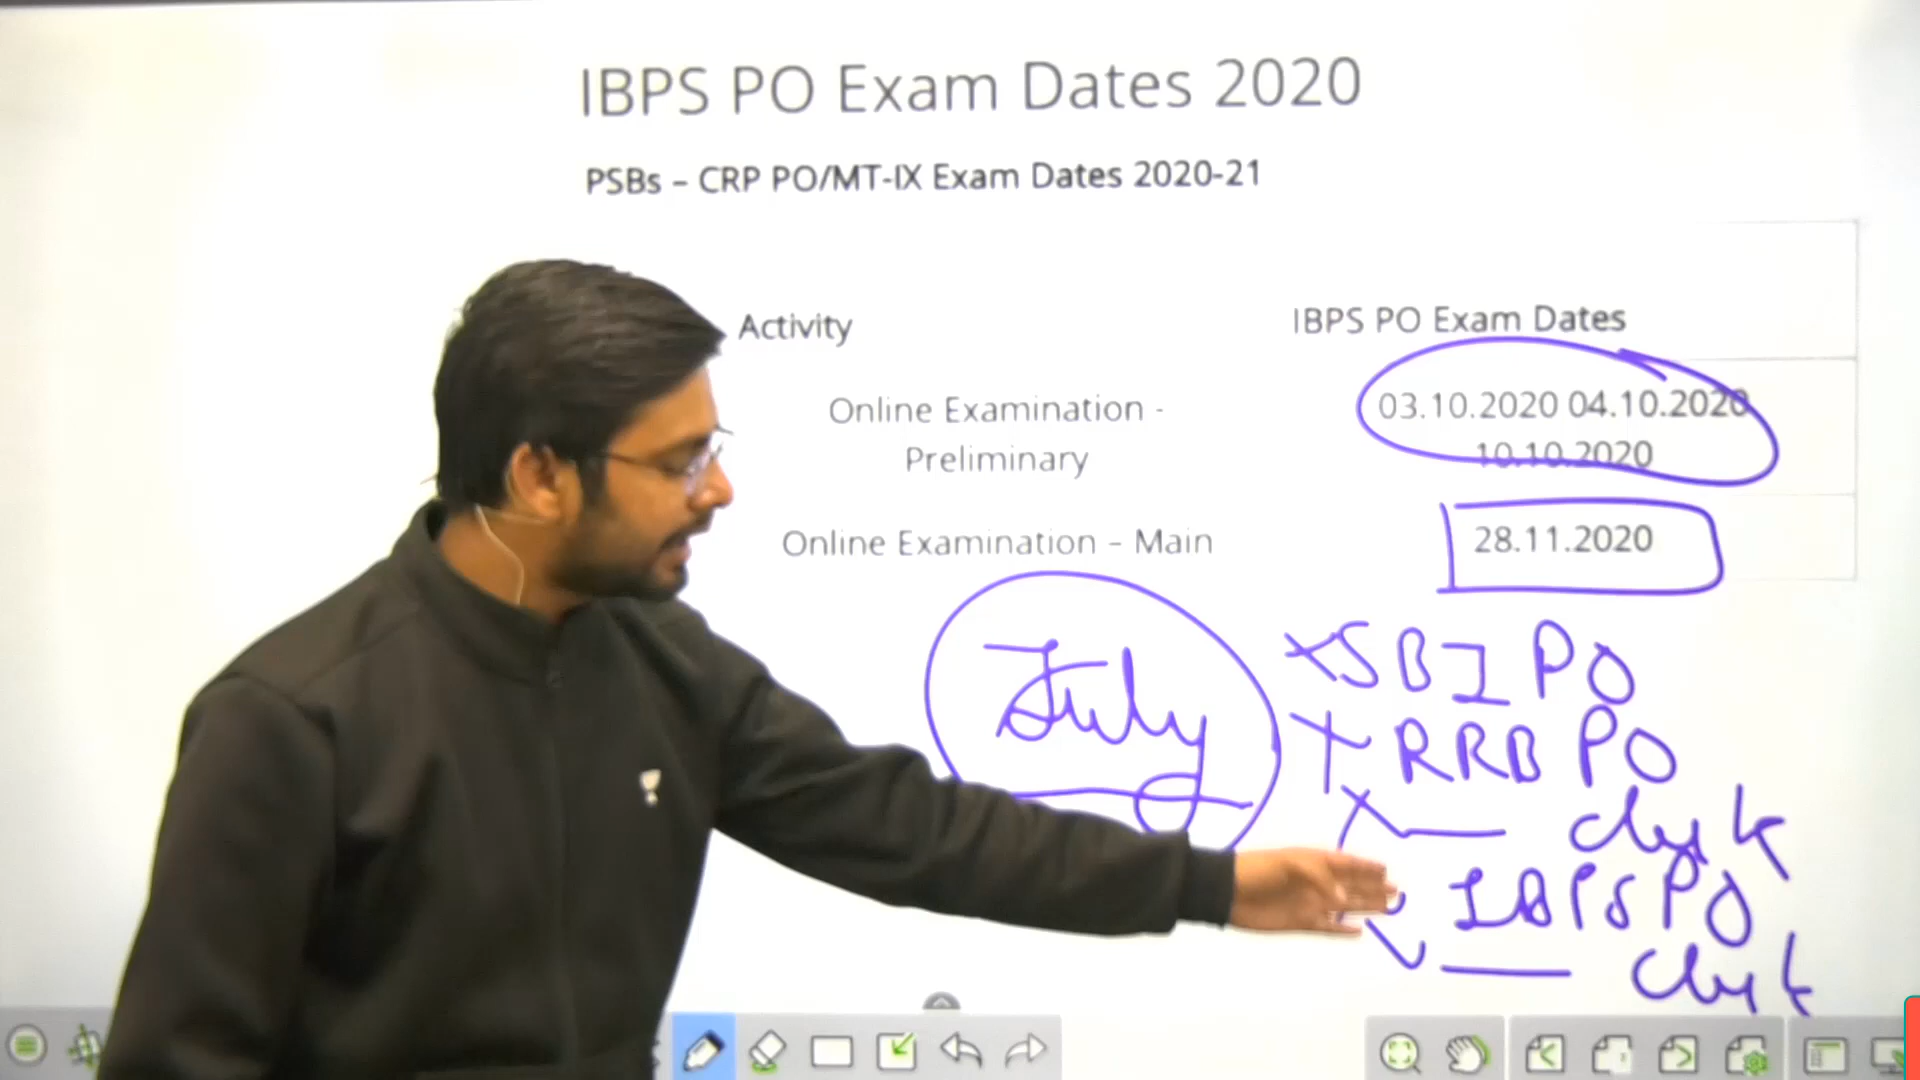 IBPS PO Exam Dates 2020
PSBs – CRP PO/MT-IX Exam Dates 2020-21
Activity
IBPS PO Exam Dates
Online Examination -
Preliminary
03.10.2020 04.10.2020
10.10.2020
Online Examination – Main
28.11.2020
July
SBI PO
RRB PO
IBPS PO